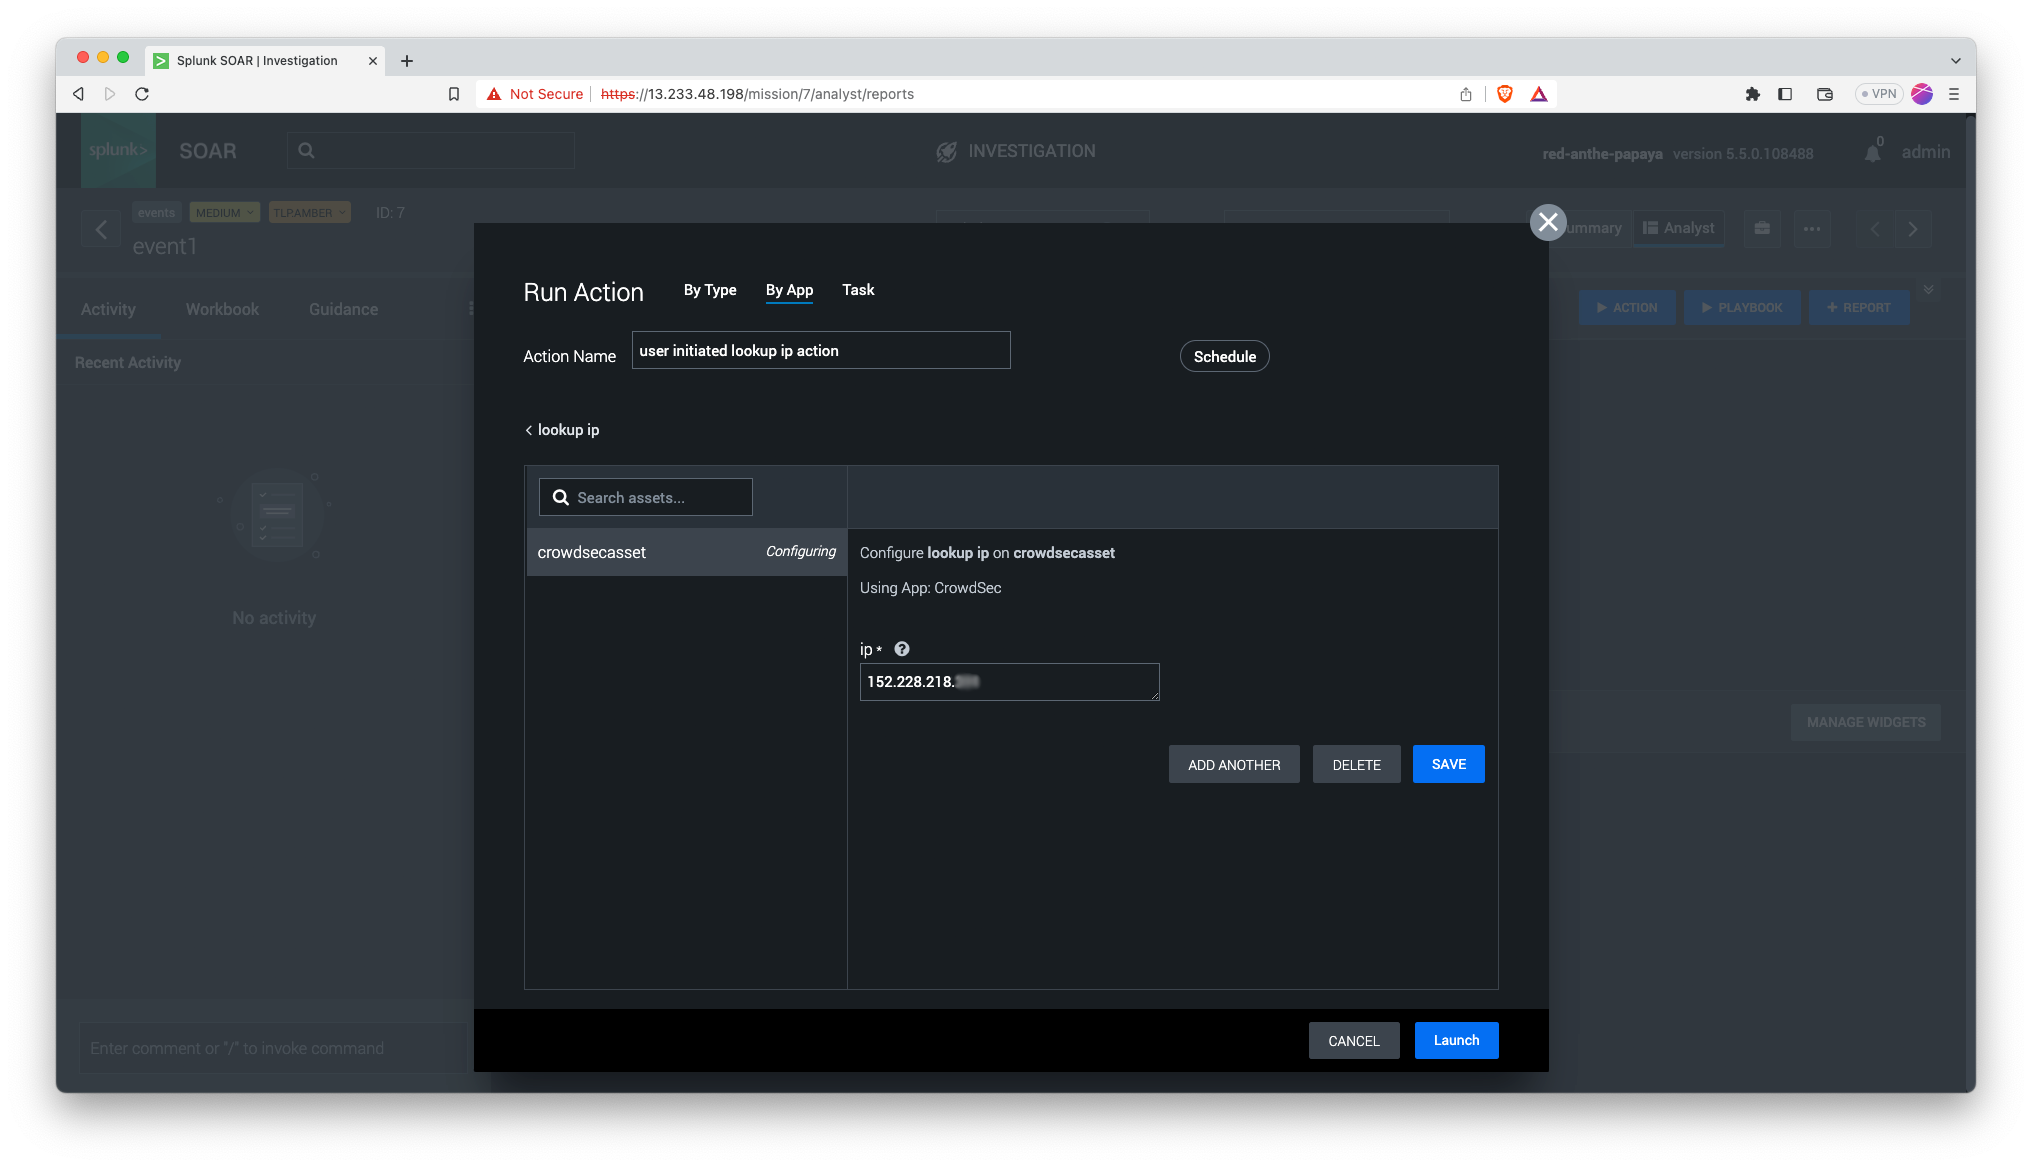 Splunk SOAR | Investigation
Not Secure https://13.233.48.198/mission/7/analyst/reports
VPN
splunk> SOAR
INVESTIGATION
red-anthe-papaya version 5.5.0.108488
0
admin
events MEDIUM TLP:AMBER ID: 7
event1
ummary Analyst
Activity Workbook Guidance
ACTION PLAYBOOK + REPORT
Recent Activity
No activity
MANAGE WIDGETS
Enter comment or "/" to invoke command
Run Action By Type By App Task
Action Name user initiated lookup ip action Schedule
< lookup ip
Search assets...
crowdsecasset Configuring
Configure lookup ip on crowdsecasset
Using App: CrowdSec
ip * ?
152.228.218.
ADD ANOTHER DELETE SAVE
CANCEL Launch